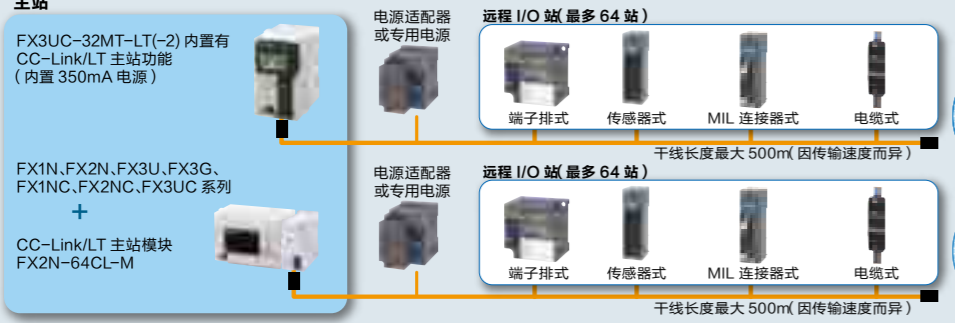 主站
FX3UC-32MT-LT(-2) 内置有
CC-Link/LT 主站功能
( 内置 350mA 电源 )
电源适配器
或专用电源
远程 I/O 站( 最多 64 站 )
端子排式
传感器式
MIL 连接器式
电缆式
干线长度最大 500m( 因传输速度而异 )
FX1N、FX2N、FX3U、FX3G、
FX1NC、FX2NC、FX3UC 系列
+
CC-Link/LT 主站模块
FX2N-64CL-M
电源适配器
或专用电源
远程 I/O 站( 最多 64 站 )
端子排式
传感器式
MIL 连接器式
电缆式
干线长度最大 500m( 因传输速度而异 )